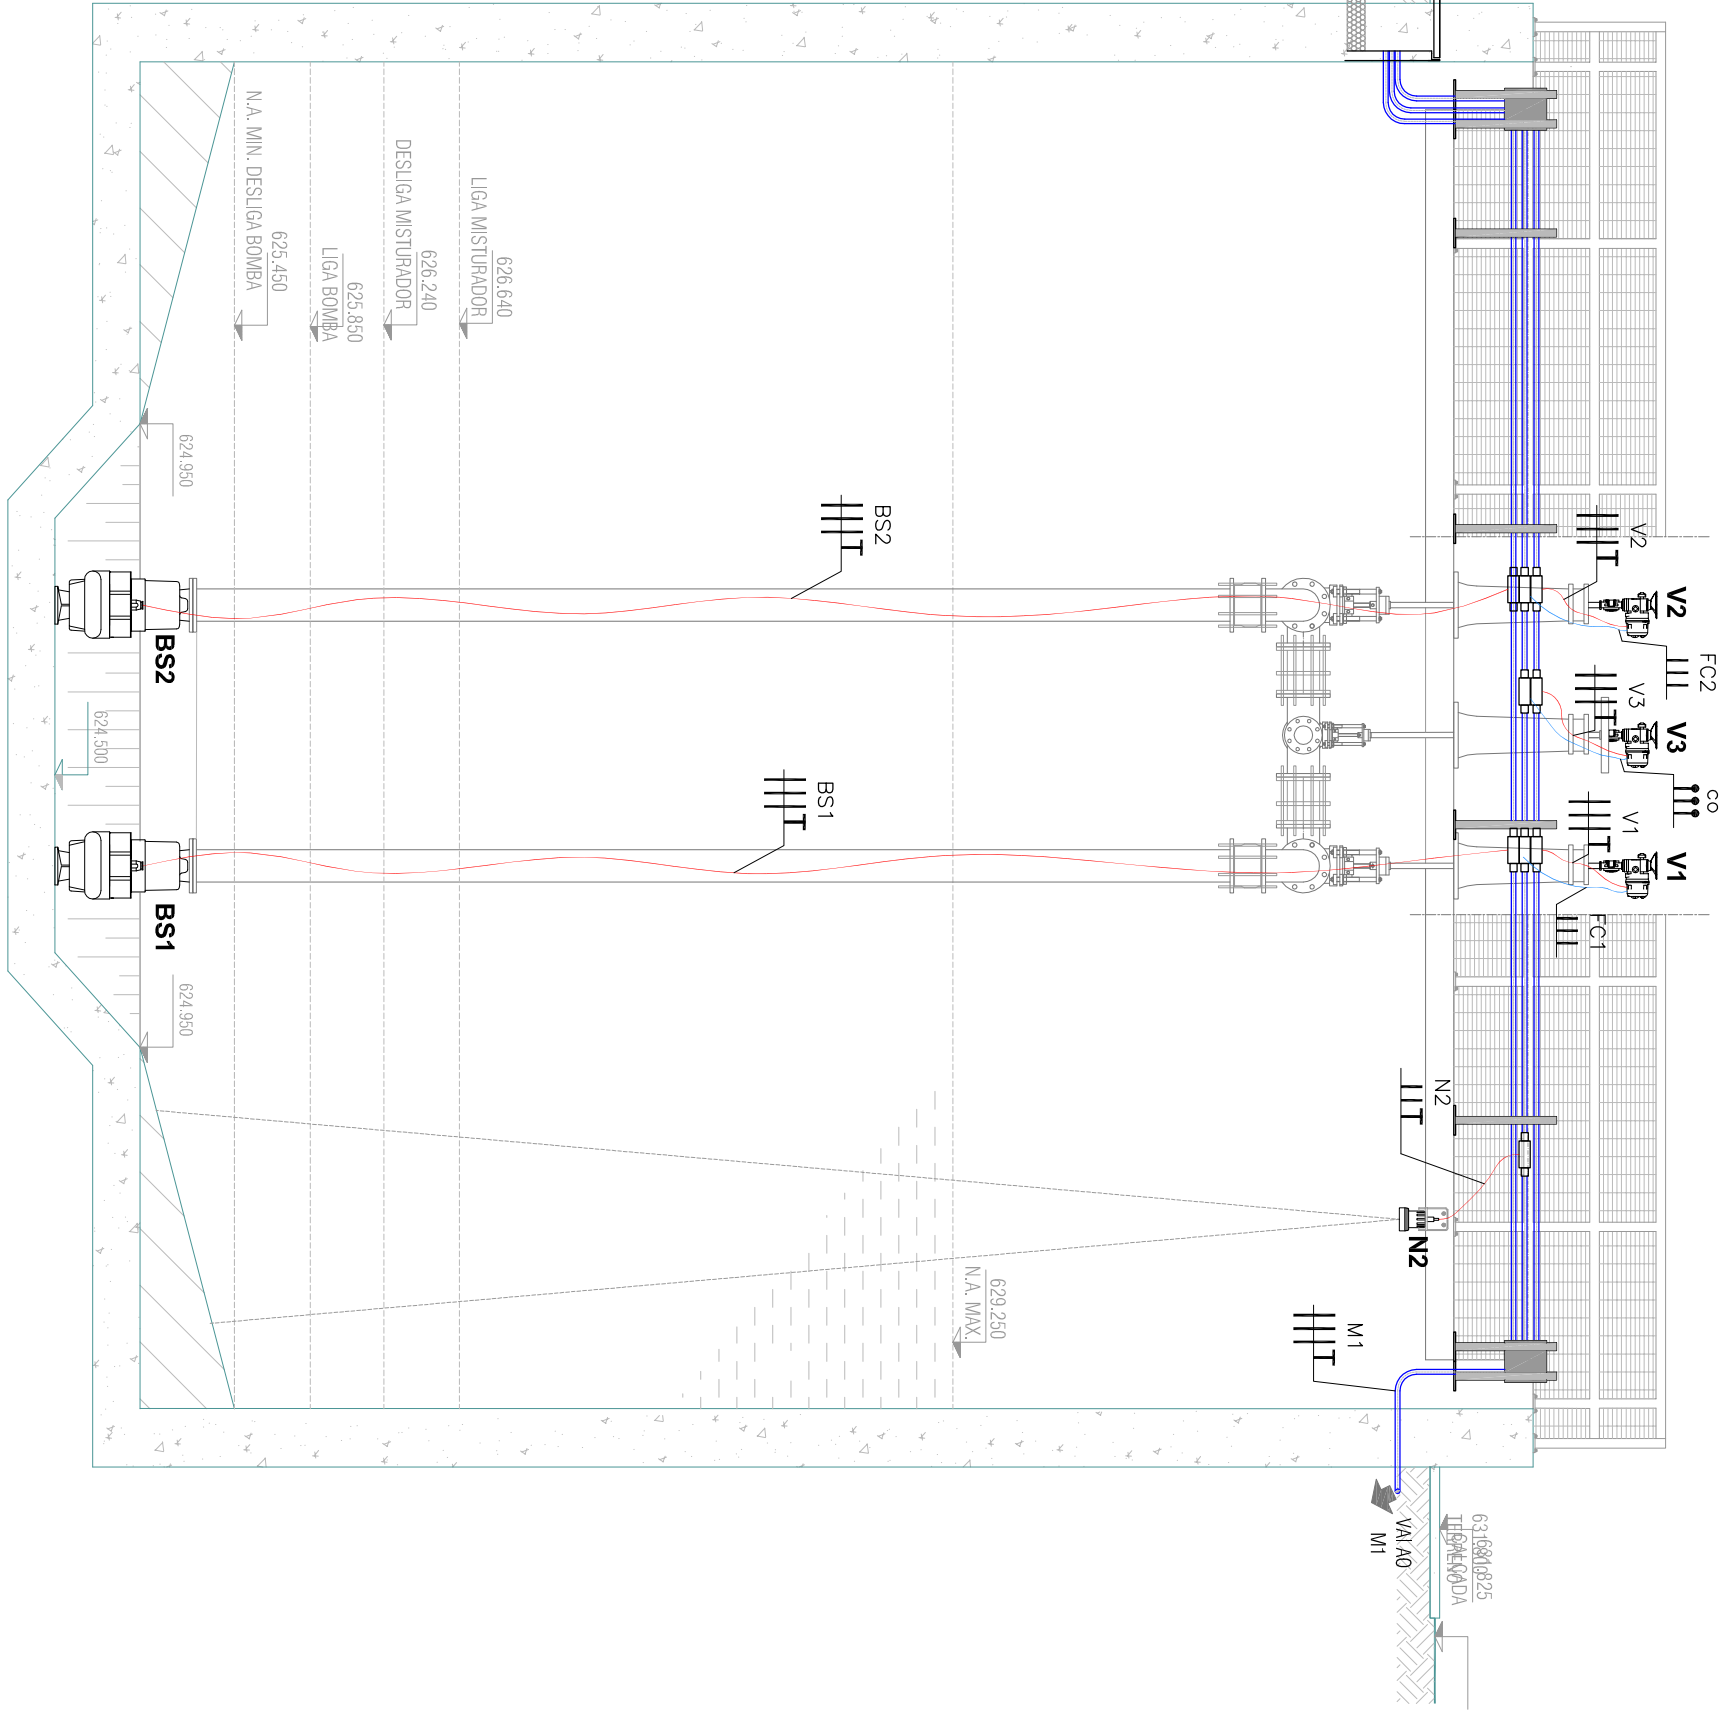 V2
V3
V1
FC2
CO
V2
V3
V1
FC1
N2
N2
M1
VAI AO
M1
CALÇADA
629.250
N.A. MAX.
BS2
BS1
626.640
LIGA MISTURADOR
626.240
DESLIGA MISTURADOR
625.850
LIGA BOMBA
625.450
N.A. MIN. DESLIGA BOMBA
624.950
624.950
BS2
BS1
624.500